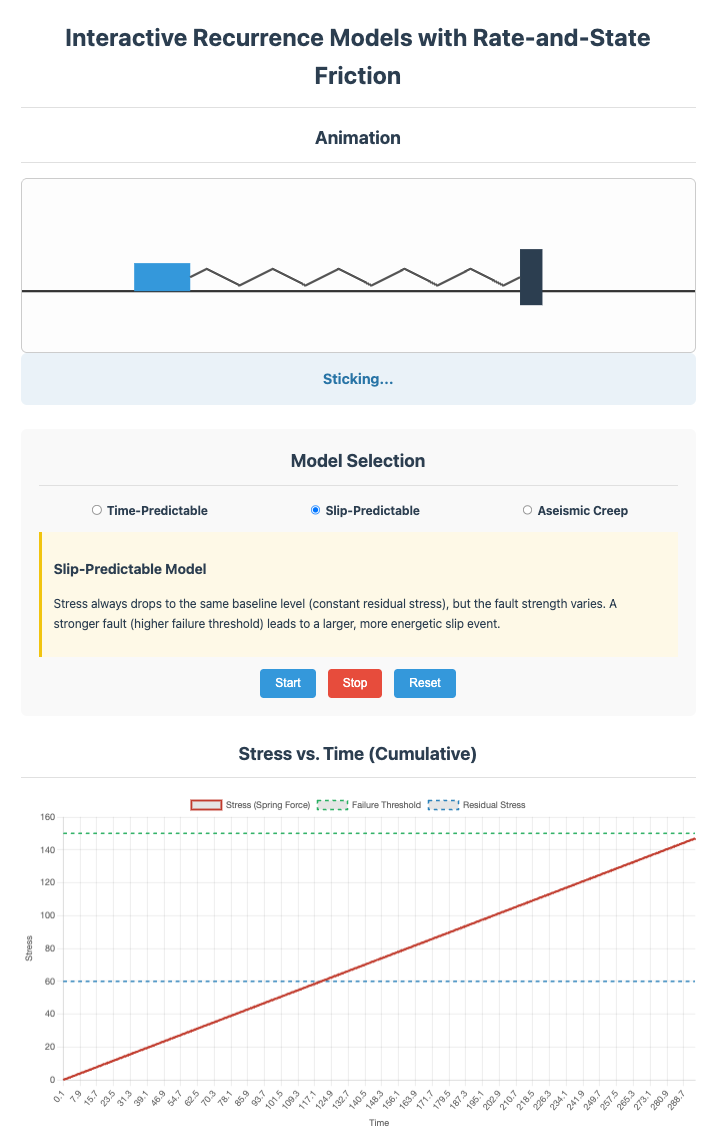 Interactive Recurrence Models with Rate-and-State
Friction
Animation
Sticking...
Model Selection
Time-Predictable
Slip-Predictable
Aseismic Creep
Slip-Predictable Model
Stress always drops to the same baseline level (constant residual stress), but the fault strength varies. A
stronger fault (higher failure threshold) leads to a larger, more energetic slip event.
Start
Stop
Reset
Stress vs. Time (Cumulative)
Stress (Spring Force)
Failure Threshold
Residual Stress
160
140
120
100
80
60
40
20
0
Stress
0.1
7.9
15.7
23.5
31.3
39.1
46.9
54.7
62.5
70.3
78.1
85.9
93.7
101.5
109.3
117.1
124.9
132.7
140.5
148.3
156.1
163.9
171.7
179.5
187.3
195.1
202.9
210.7
218.5
226.3
234.1
241.9
249.7
257.5
265.3
273.1
280.9
288.7
Time